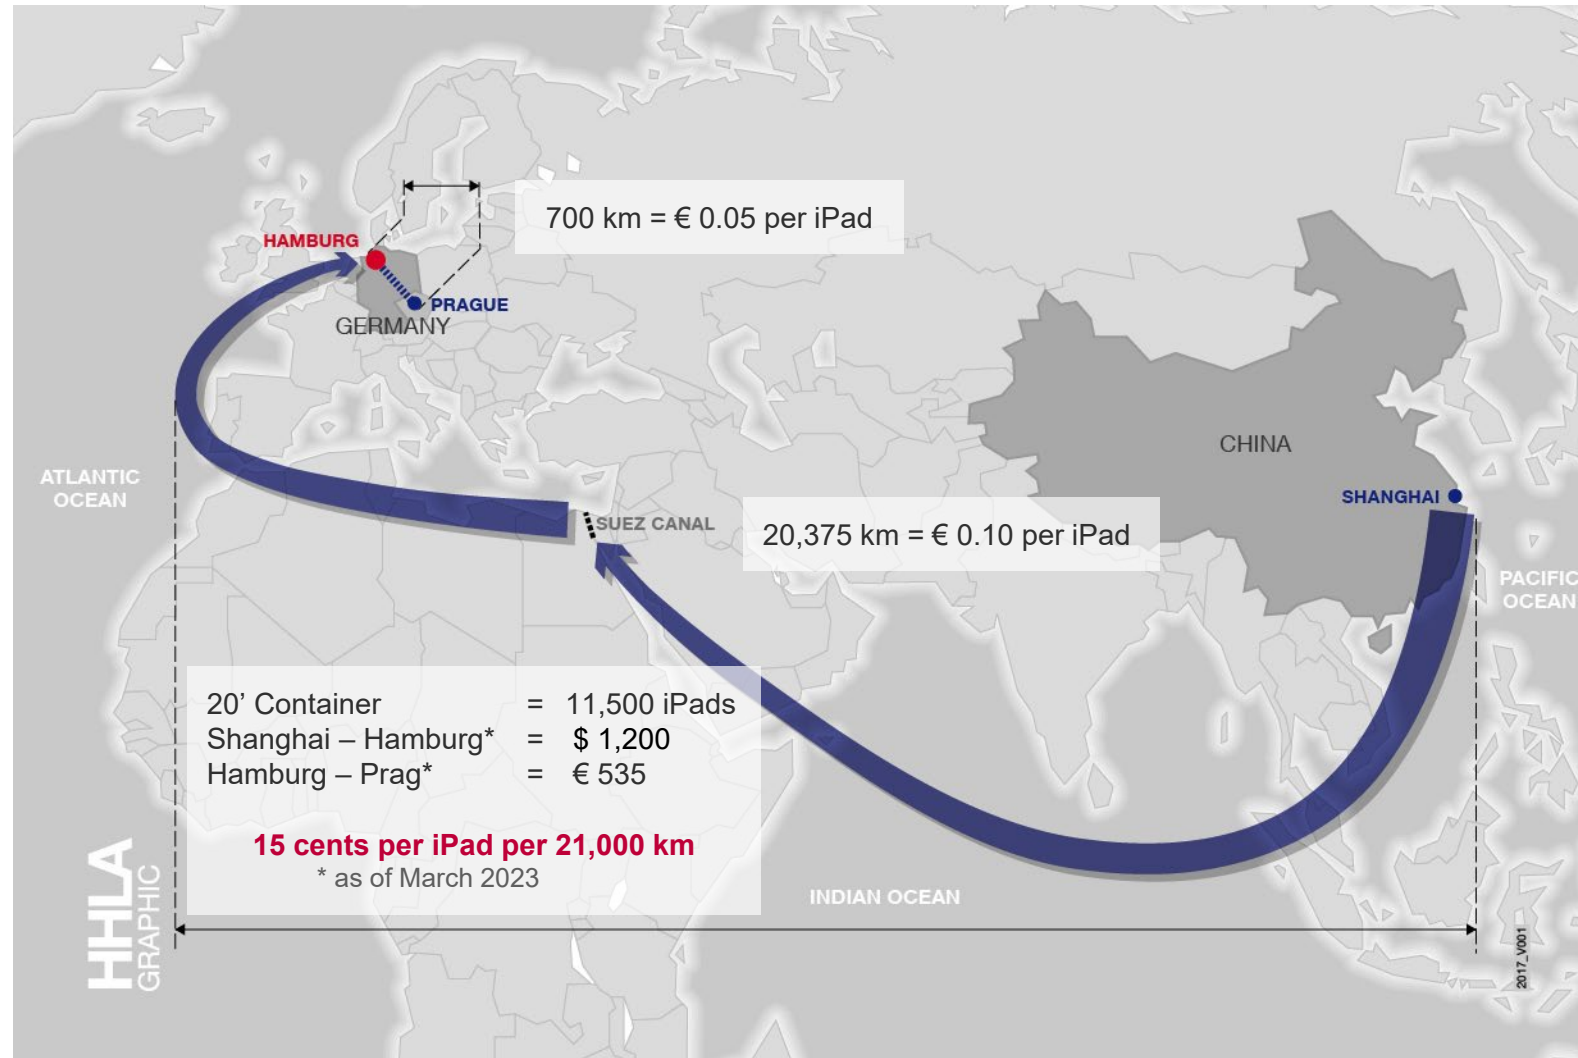 700 km = € 0.05 per iPad
HAMBURG
PRAGUE
GERMANY
CHINA
ATLANTIC
OCEAN
SHANGHAI
SUEZ CANAL
20,375 km = € 0.10 per iPad
PACIFIC
OCEAN
20’ Container = 11,500 iPads
Shanghai – Hamburg* = $ 1,200
Hamburg – Prag* = € 535
15 cents per iPad per 21,000 km
* as of March 2023
INDIAN OCEAN
HHLA
GRAPHIC
2017_V001